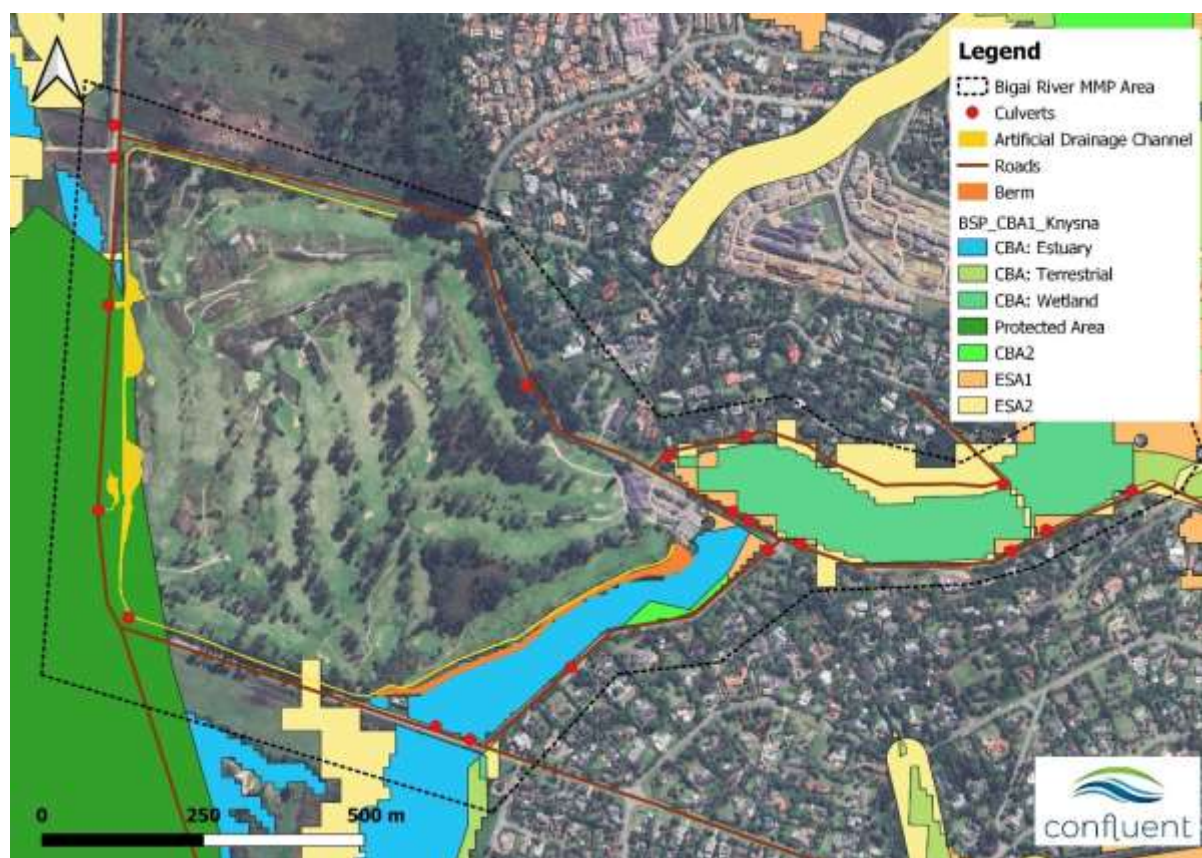 Legend
Bigai River MMP Area
Culverts
Artificial Drainage Channel
Roads
Berm
BSP_CBA1_Knysna
CBA: Estuary
CBA: Terrestrial
CBA: Wetland
Protected Area
CBA2
ESA1
ESA2
0 250 500 m
confluent